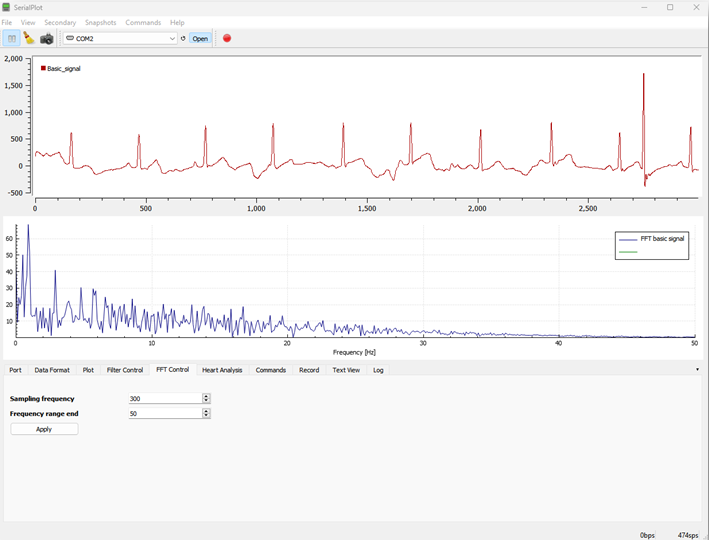 SerialPlot
File View Secondary Snapshots Commands Help
COM2 Open
2,000
Basic_signal
1,500
1,000
500
0
-500
0 500 1,000 1,500 2,000 2,500
60
FFT basic signal
50
40
30
20
10
0 10 20 30 40 50
Frequency [Hz]
Port Data Format Plot Filter Control FFT Control Heart Analysis Commands Record Text View Log
Sampling frequency 300
Frequency range end 50
Apply
0bps 474sps